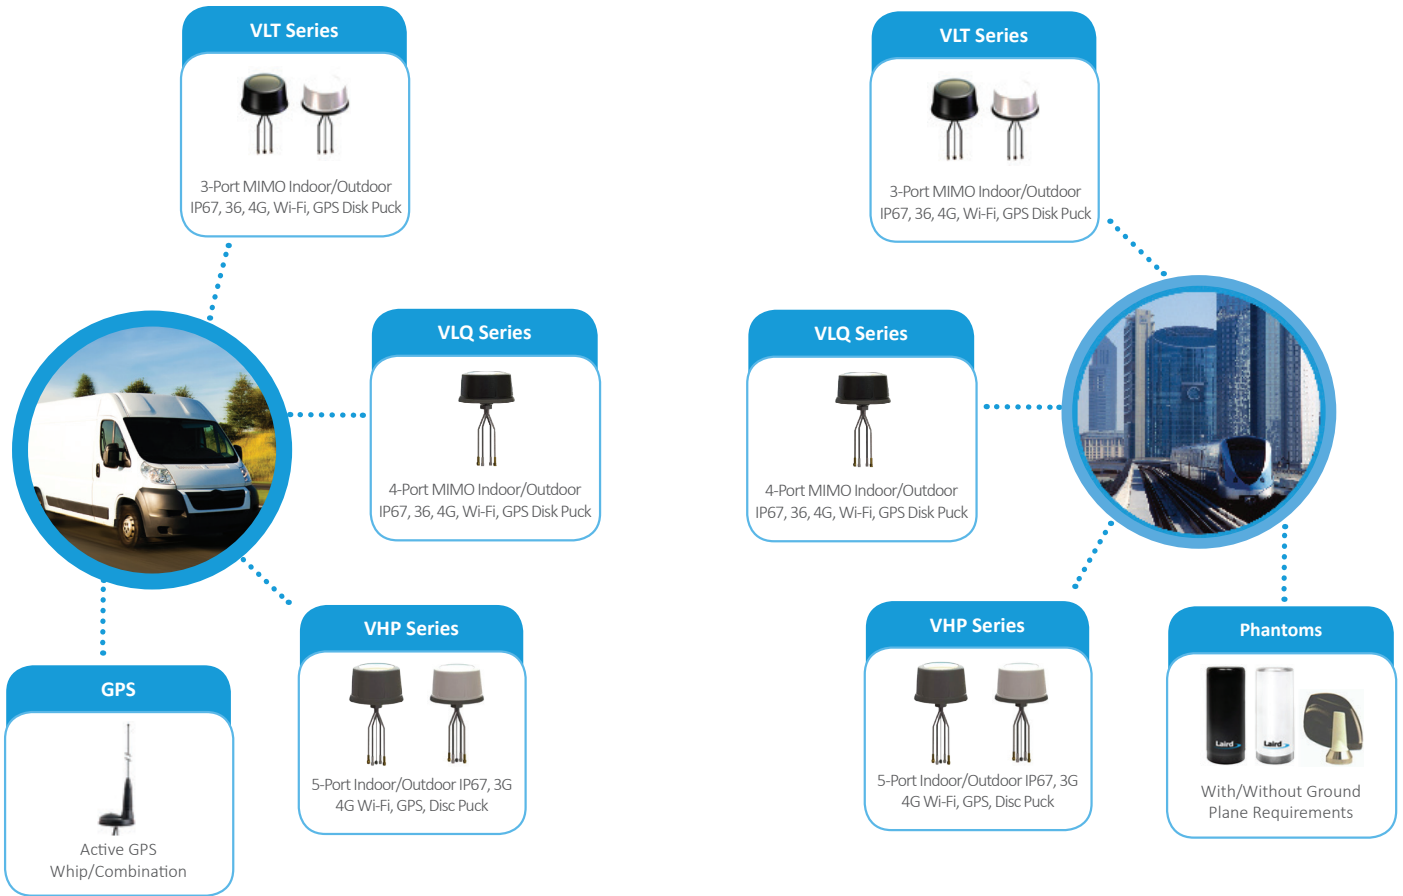 VLT Series
3-Port MIMO Indoor/Outdoor
IP67, 36, 4G, Wi-Fi, GPS Disk Puck
VLQ Series
4-Port MIMO Indoor/Outdoor
IP67, 36, 4G, Wi-Fi, GPS Disk Puck
VHP Series
5-Port Indoor/Outdoor IP67, 3G
4G Wi-Fi, GPS, Disc Puck
GPS
Active GPS
Whip/Combination
VLT Series
3-Port MIMO Indoor/Outdoor
IP67, 36, 4G, Wi-Fi, GPS Disk Puck
VLQ Series
4-Port MIMO Indoor/Outdoor
IP67, 36, 4G, Wi-Fi, GPS Disk Puck
VHP Series
5-Port Indoor/Outdoor IP67, 3G
4G Wi-Fi, GPS, Disc Puck
Phantoms
Laird
Laird
With/Without Ground
Plane Requirements